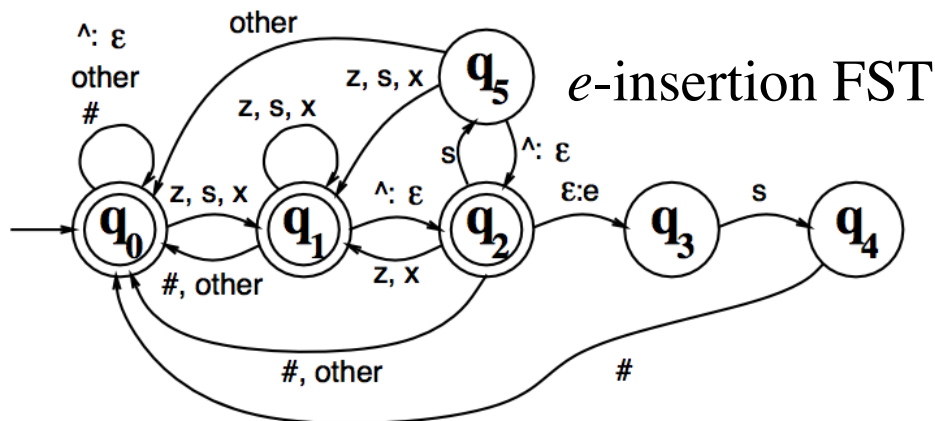 ^: ε
other
#
other
z, s, x
z, s, x
q5
e-insertion FST
s
^: ε
z, s, x
^: ε
ε:e
s
q0
q1
q2
q3
q4
#, other
z, x
#, other
#